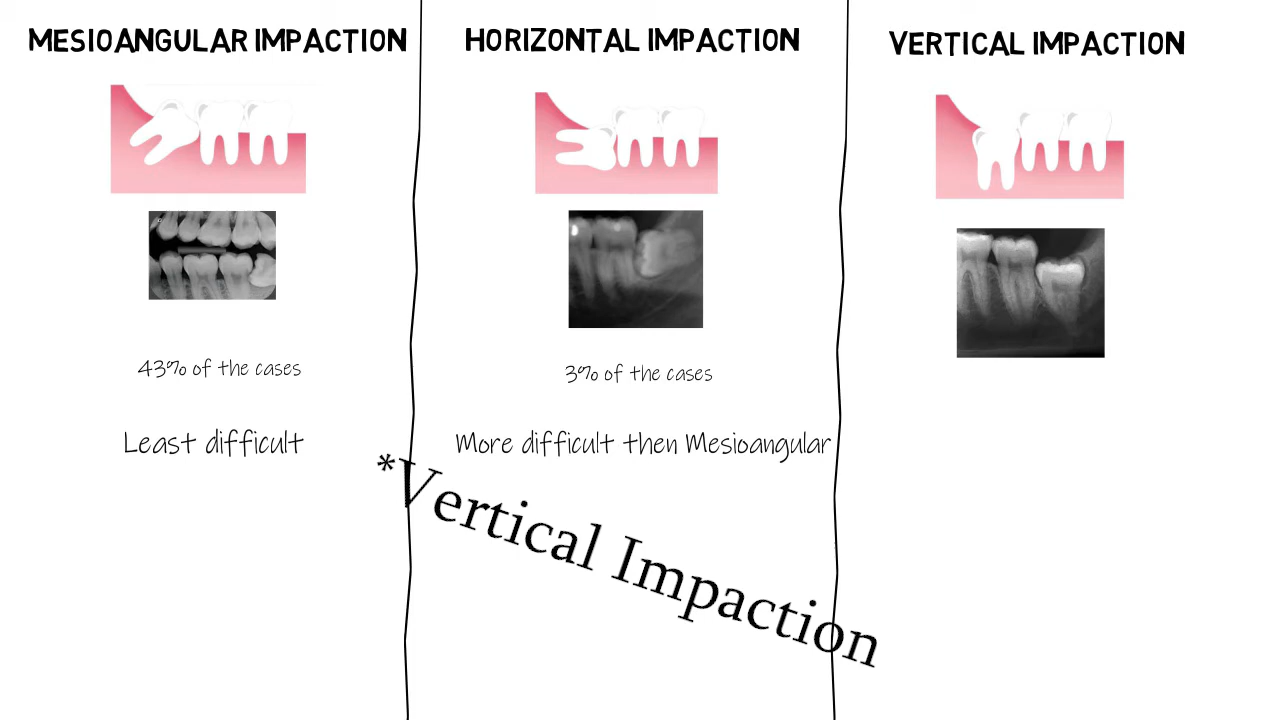 MESIOANGULAR IMPACTION
43% of the cases
Least difficult
HORIZONTAL IMPACTION
3% of the cases
More difficult then Mesioangular
VERTICAL IMPACTION
*Vertical Impaction